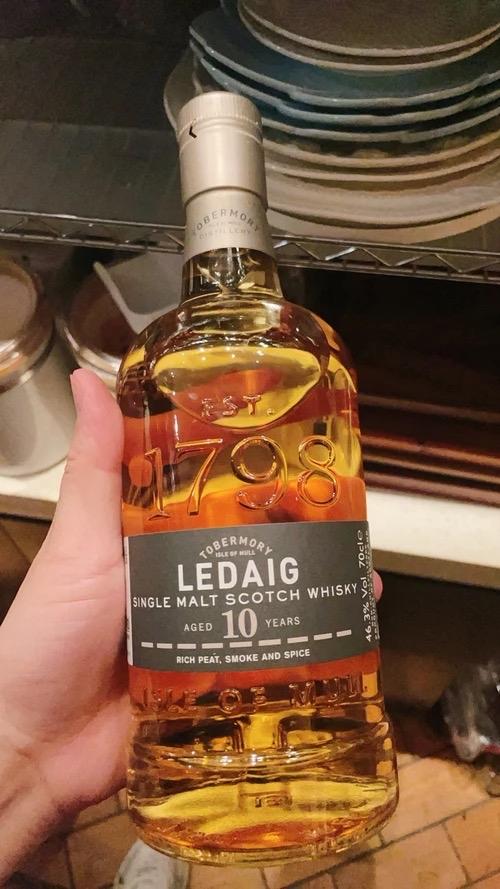 TOBERMORY
DISTILLERY
EST.
1798
TOBERMORY
ISLE OF MULL
LEDAIG
SINGLE MALT SCOTCH WHISKY
AGED 10 YEARS
RICH PEAT, SMOKE AND SPICE
46.3% Vol. 70cl e
ISLE OF MULL